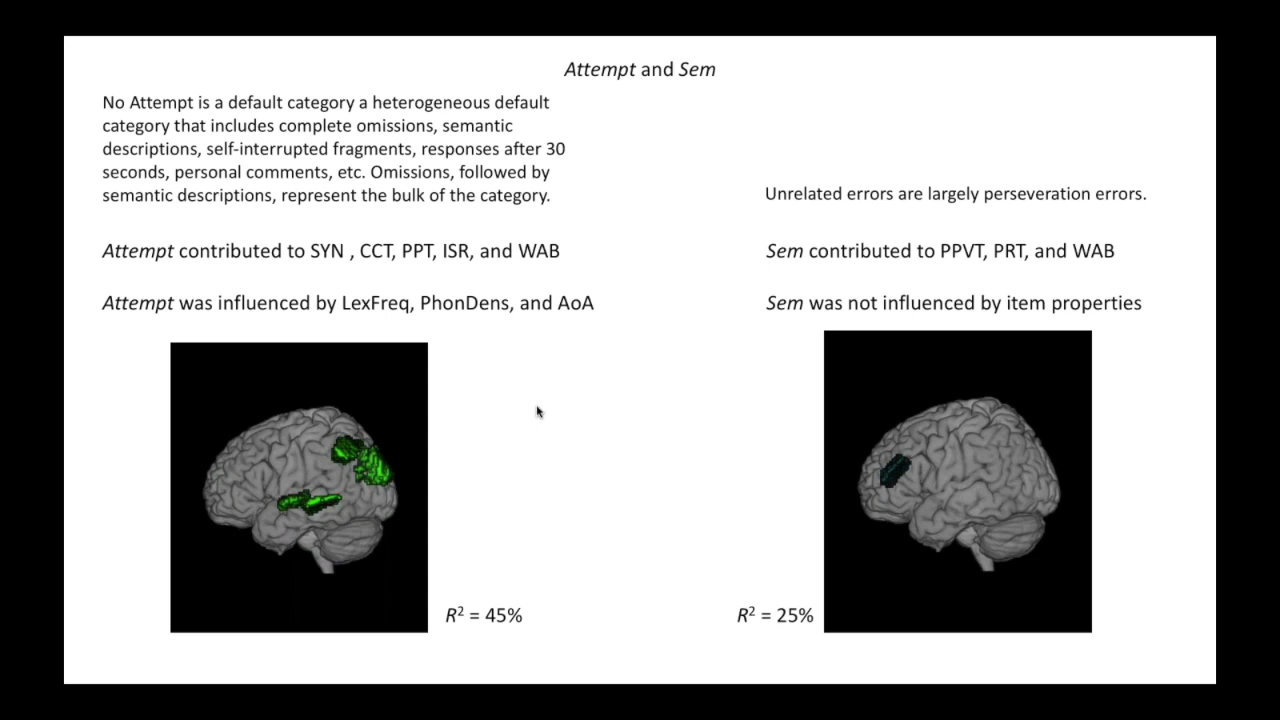 Attempt and Sem
No Attempt is a default category a heterogeneous default
category that includes complete omissions, semantic
descriptions, self-interrupted fragments, responses after 30
seconds, personal comments, etc. Omissions, followed by
semantic descriptions, represent the bulk of the category.
Unrelated errors are largely perseveration errors.
Attempt contributed to SYN , CCT, PPT, ISR, and WAB
Sem contributed to PPVT, PRT, and WAB
Attempt was influenced by LexFreq, PhonDens, and AoA
Sem was not influenced by item properties
R² = 45%
R² = 25%